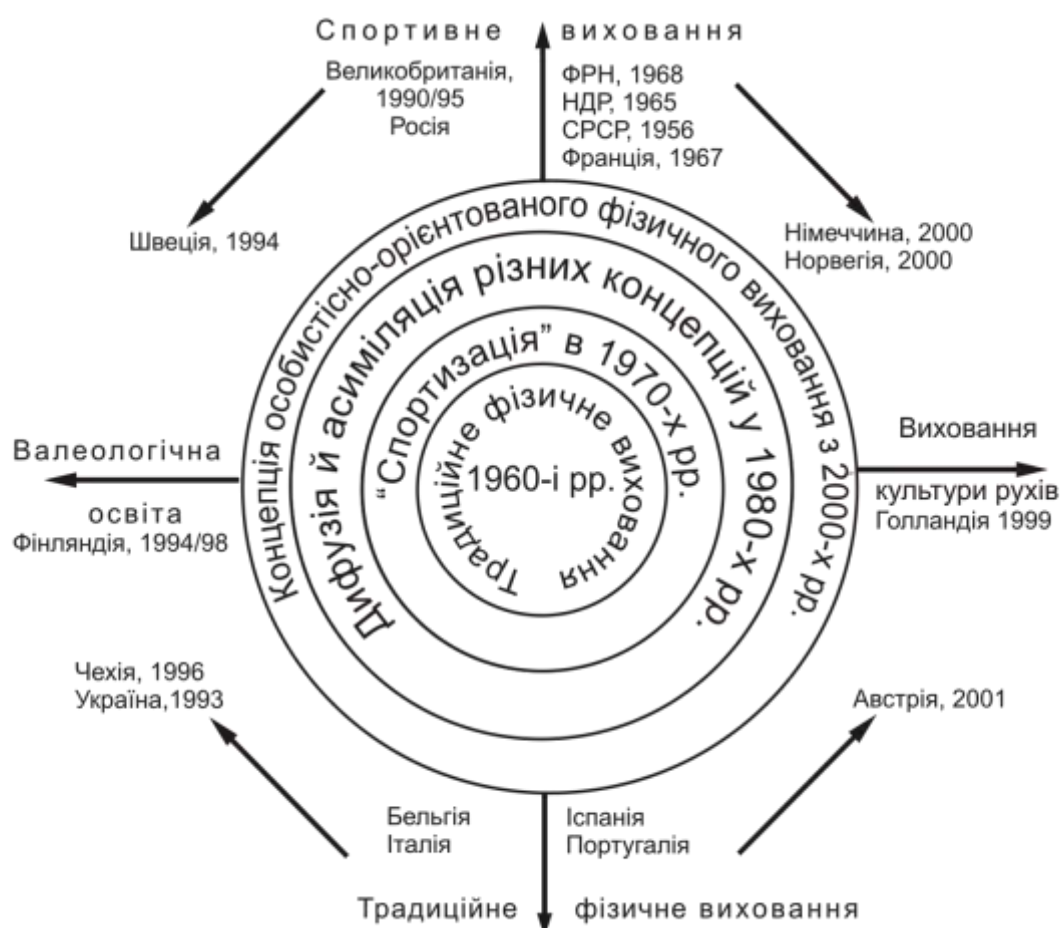 Спортивне виховання
Великобританія,
1990/95
Росія
ФРН, 1968
НДР, 1965
СРСР, 1956
Франція, 1967
Швеція, 1994
Німеччина, 2000
Норвегія, 2000
Концепція особистісно-орієнтованого фізичного виховання з 2000-х рр.
Дифузія й асиміляція різних концепцій у 1980-х рр.
“Спортизація” в 1970-х рр.
Традиційне фізичне виховання
1960-і рр.
Валеологічна
освіта
Фінляндія, 1994/98
Виховання
культури рухів
Голландія 1999
Чехія, 1996
Україна,1993
Австрія, 2001
Бельгія
Італія
Іспанія
Португалія
Традиційне фізичне виховання